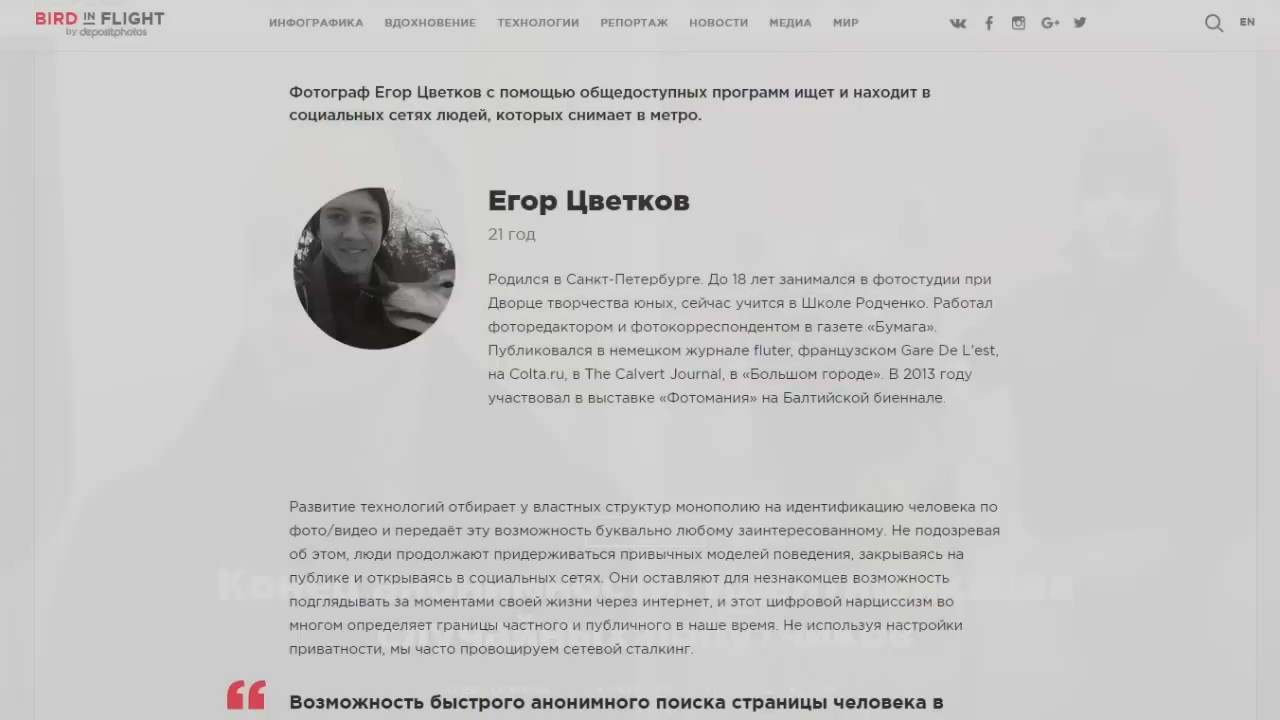 BIRD IN FLIGHT
by depositphotos
ИНФОГРАФИКА ВДОХНОВЕНИЕ ТЕХНОЛОГИИ РЕПОРТАЖ НОВОСТИ МЕДИА МИР
EN
Фотограф Егор Цветков с помощью общедоступных программ ищет и находит в
социальных сетях людей, которых снимает в метро.
Егор Цветков
21 год
Родился в Санкт-Петербурге. До 18 лет занимался в фотостудии при
Дворце творчества юных, сейчас учится в Школе Родченко. Работал
фоторедактором и фотокорреспондентом в газете «Бумага».
Публиковался в немецком журнале fluter, французском Gare De L'est,
на Colta.ru, в The Calvert Journal, в «Большом городе». В 2013 году
участвовал в выставке «Фотомания» на Балтийской биеннале.
Развитие технологий отбирает у властных структур монополию на идентификацию человека по
фото/видео и передаёт эту возможность буквально любому заинтересованному. Не подозревая
об этом, люди продолжают придерживаться привычных моделей поведения, закрываясь на
публике и открываясь в социальных сетях. Они оставляют для незнакомцев возможность
подглядывать за моментами своей жизни через интернет, и этот цифровой нарциссизм во
многом определяет границы частного и публичного в наше время. Не используя настройки
приватности, мы часто провоцируем сетевой сталкинг.
Возможность быстрого анонимного поиска страницы человека в